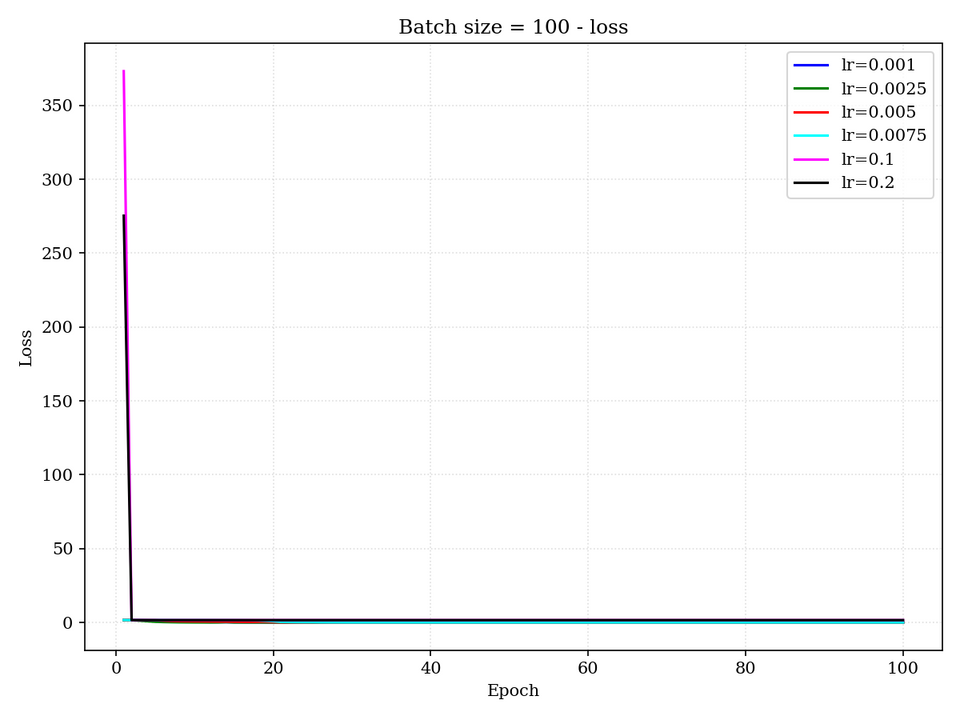 Batch size = 100 - loss
lr=0.001
lr=0.0025
lr=0.005
lr=0.0075
lr=0.1
lr=0.2
350
300
250
200
150
100
50
0
Loss
0 20 40 60 80 100
Epoch